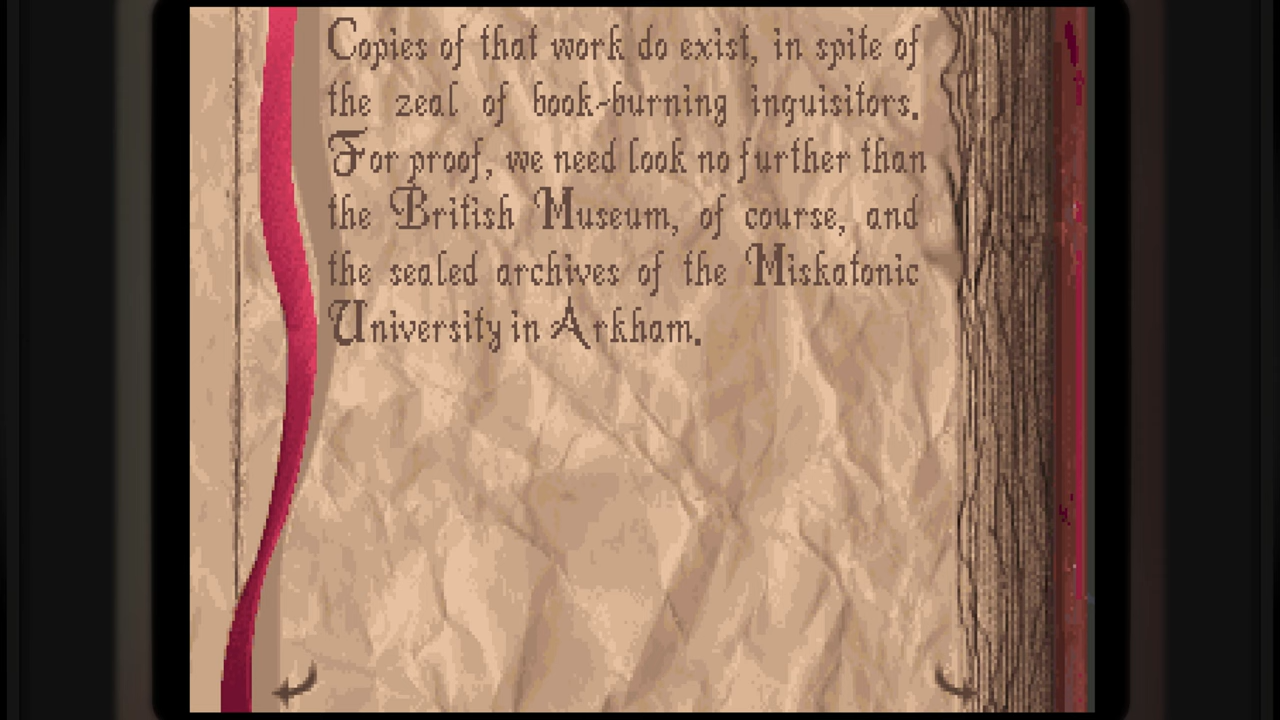 Copies of that work do exist, in spite of
the zeal of book-burning inquisitors.
For proof, we need look no further than
the British Museum, of course, and
the sealed archives of the Miskatonic
University in Arkham.